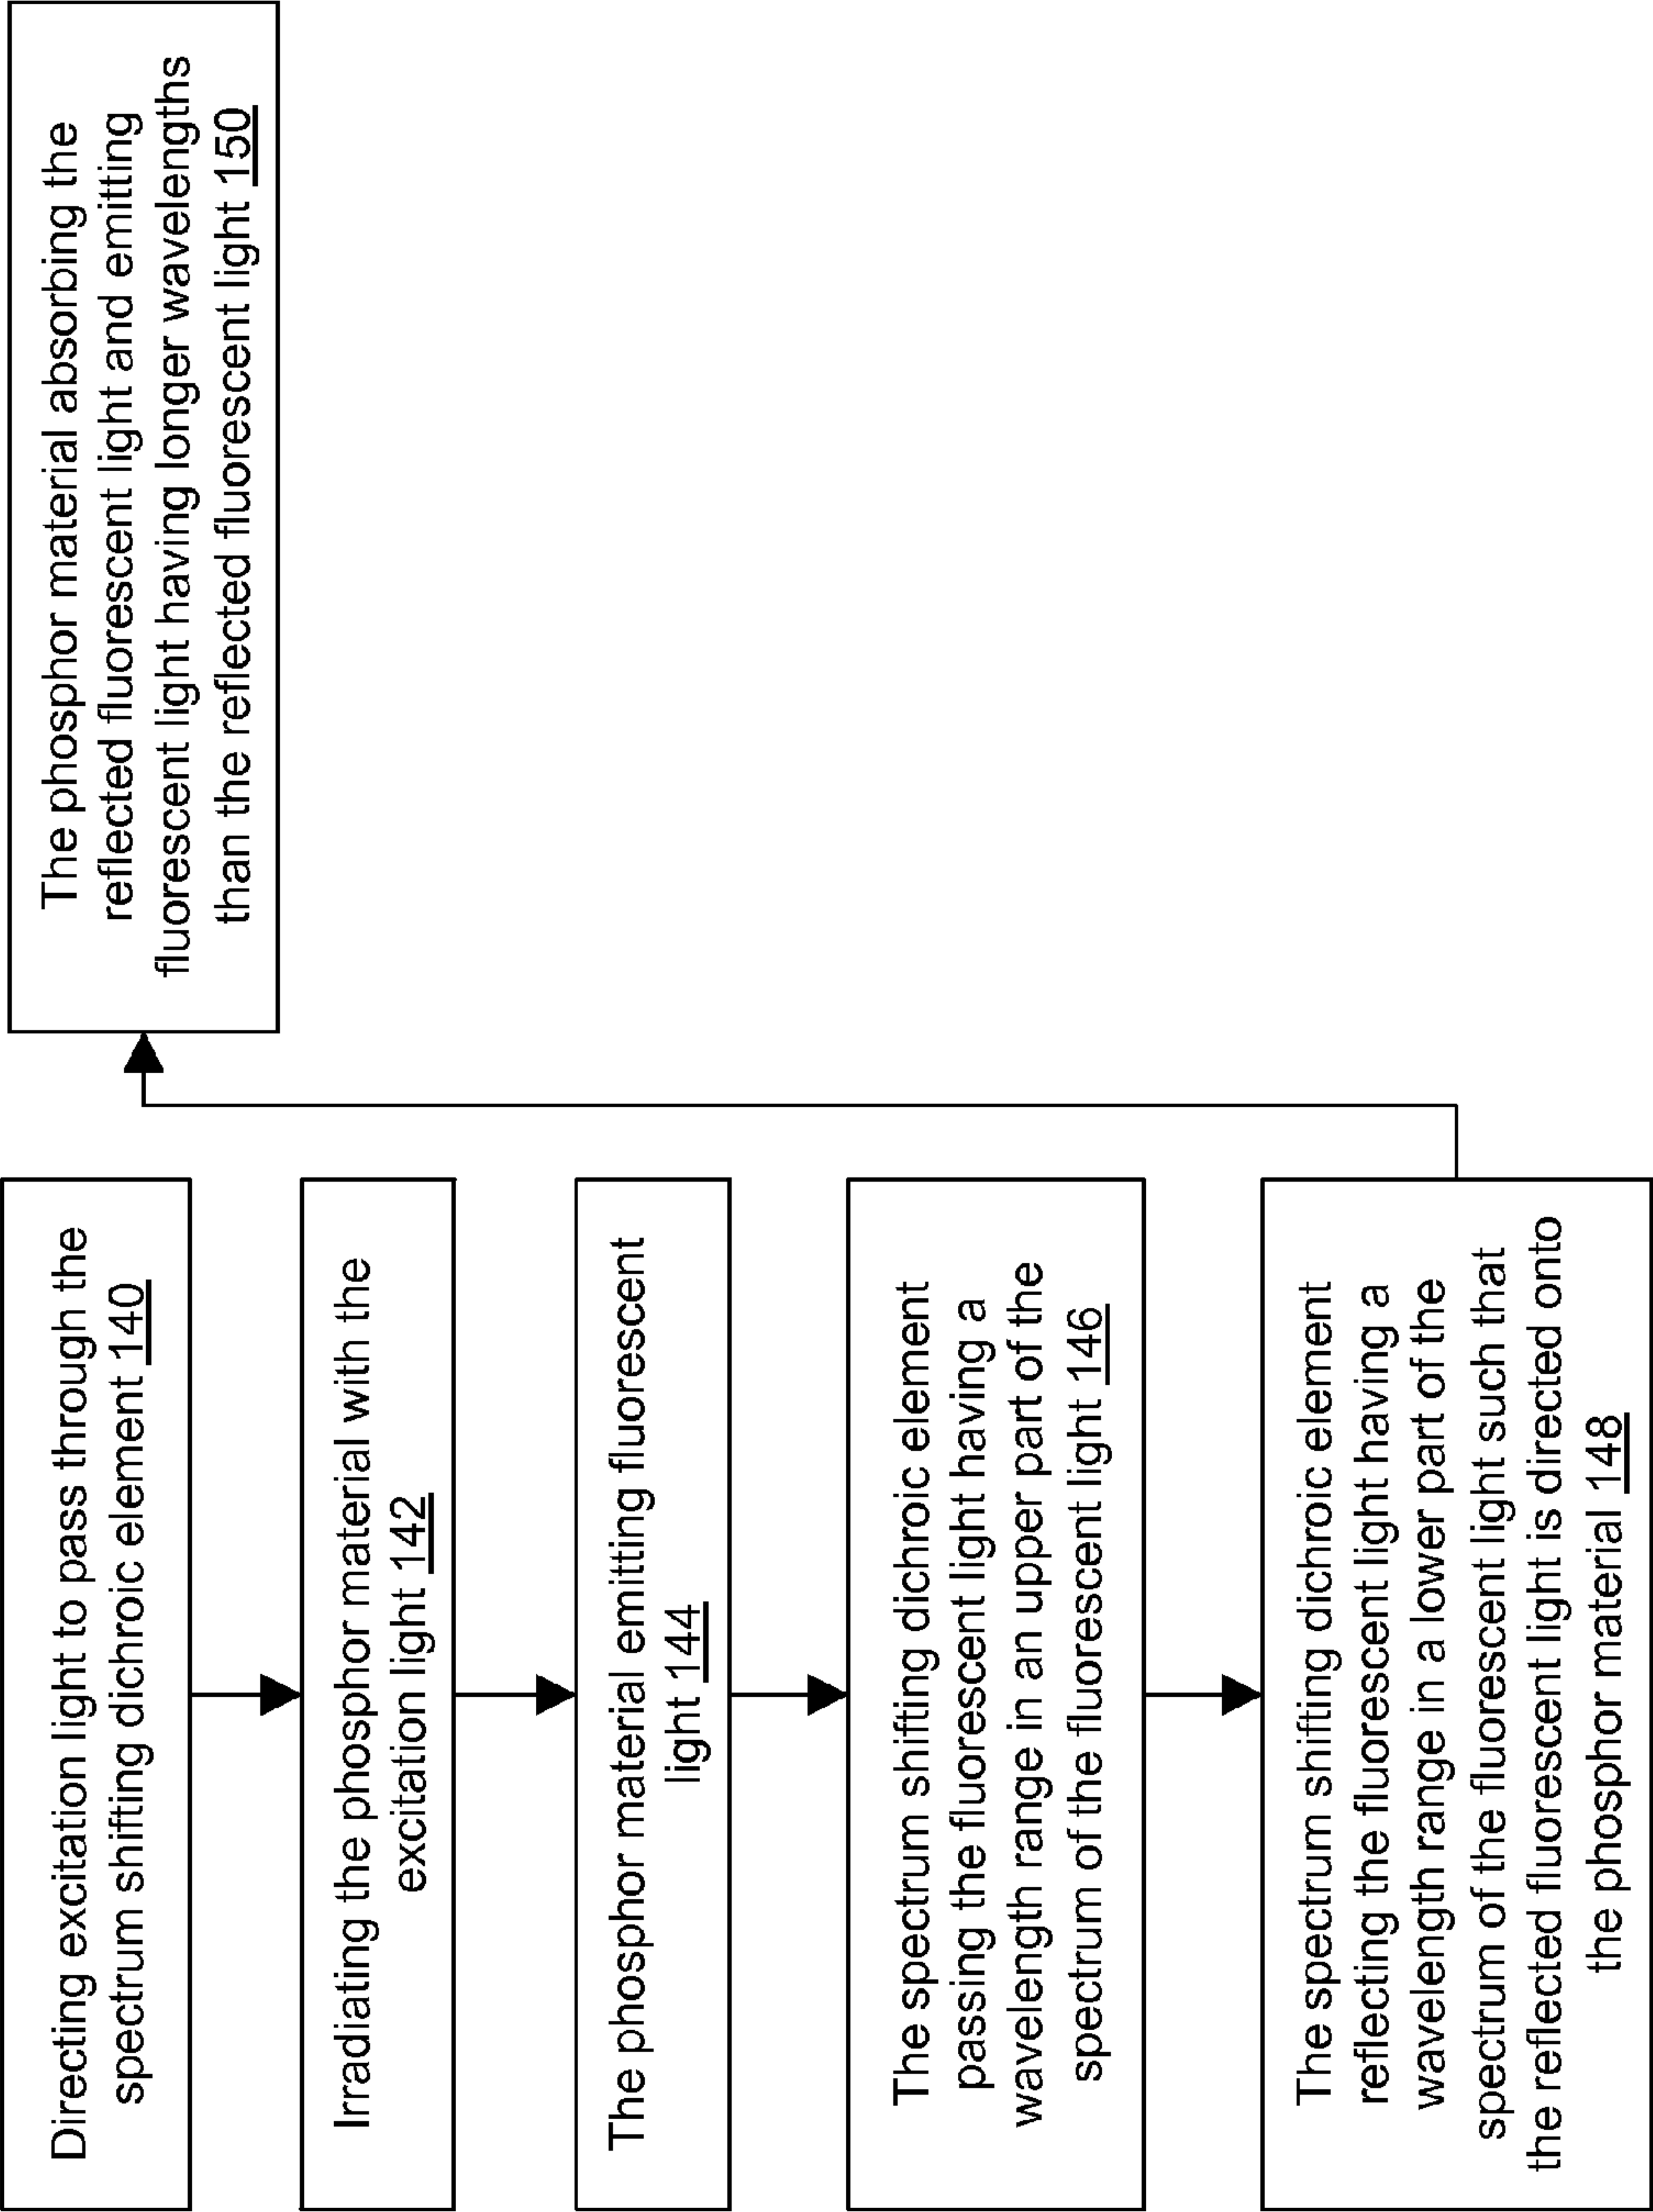 Directing excitation light to pass through the
spectrum shifting dichroic element 140
Irradiating the phosphor material with the
excitation light 142
The phosphor material emitting fluorescent
light 144
The spectrum shifting dichroic element
passing the fluorescent light having a
wavelength range in an upper part of the
spectrum of the fluorescent light 146
The spectrum shifting dichroic element
reflecting the fluorescent light having a
wavelength range in a lower part of the
spectrum of the fluorescent light such that
the reflected fluorescent light is directed onto
the phosphor material 148
The phosphor material absorbing the
reflected fluorescent light and emitting
fluorescent light having longer wavelengths
than the reflected fluorescent light 150